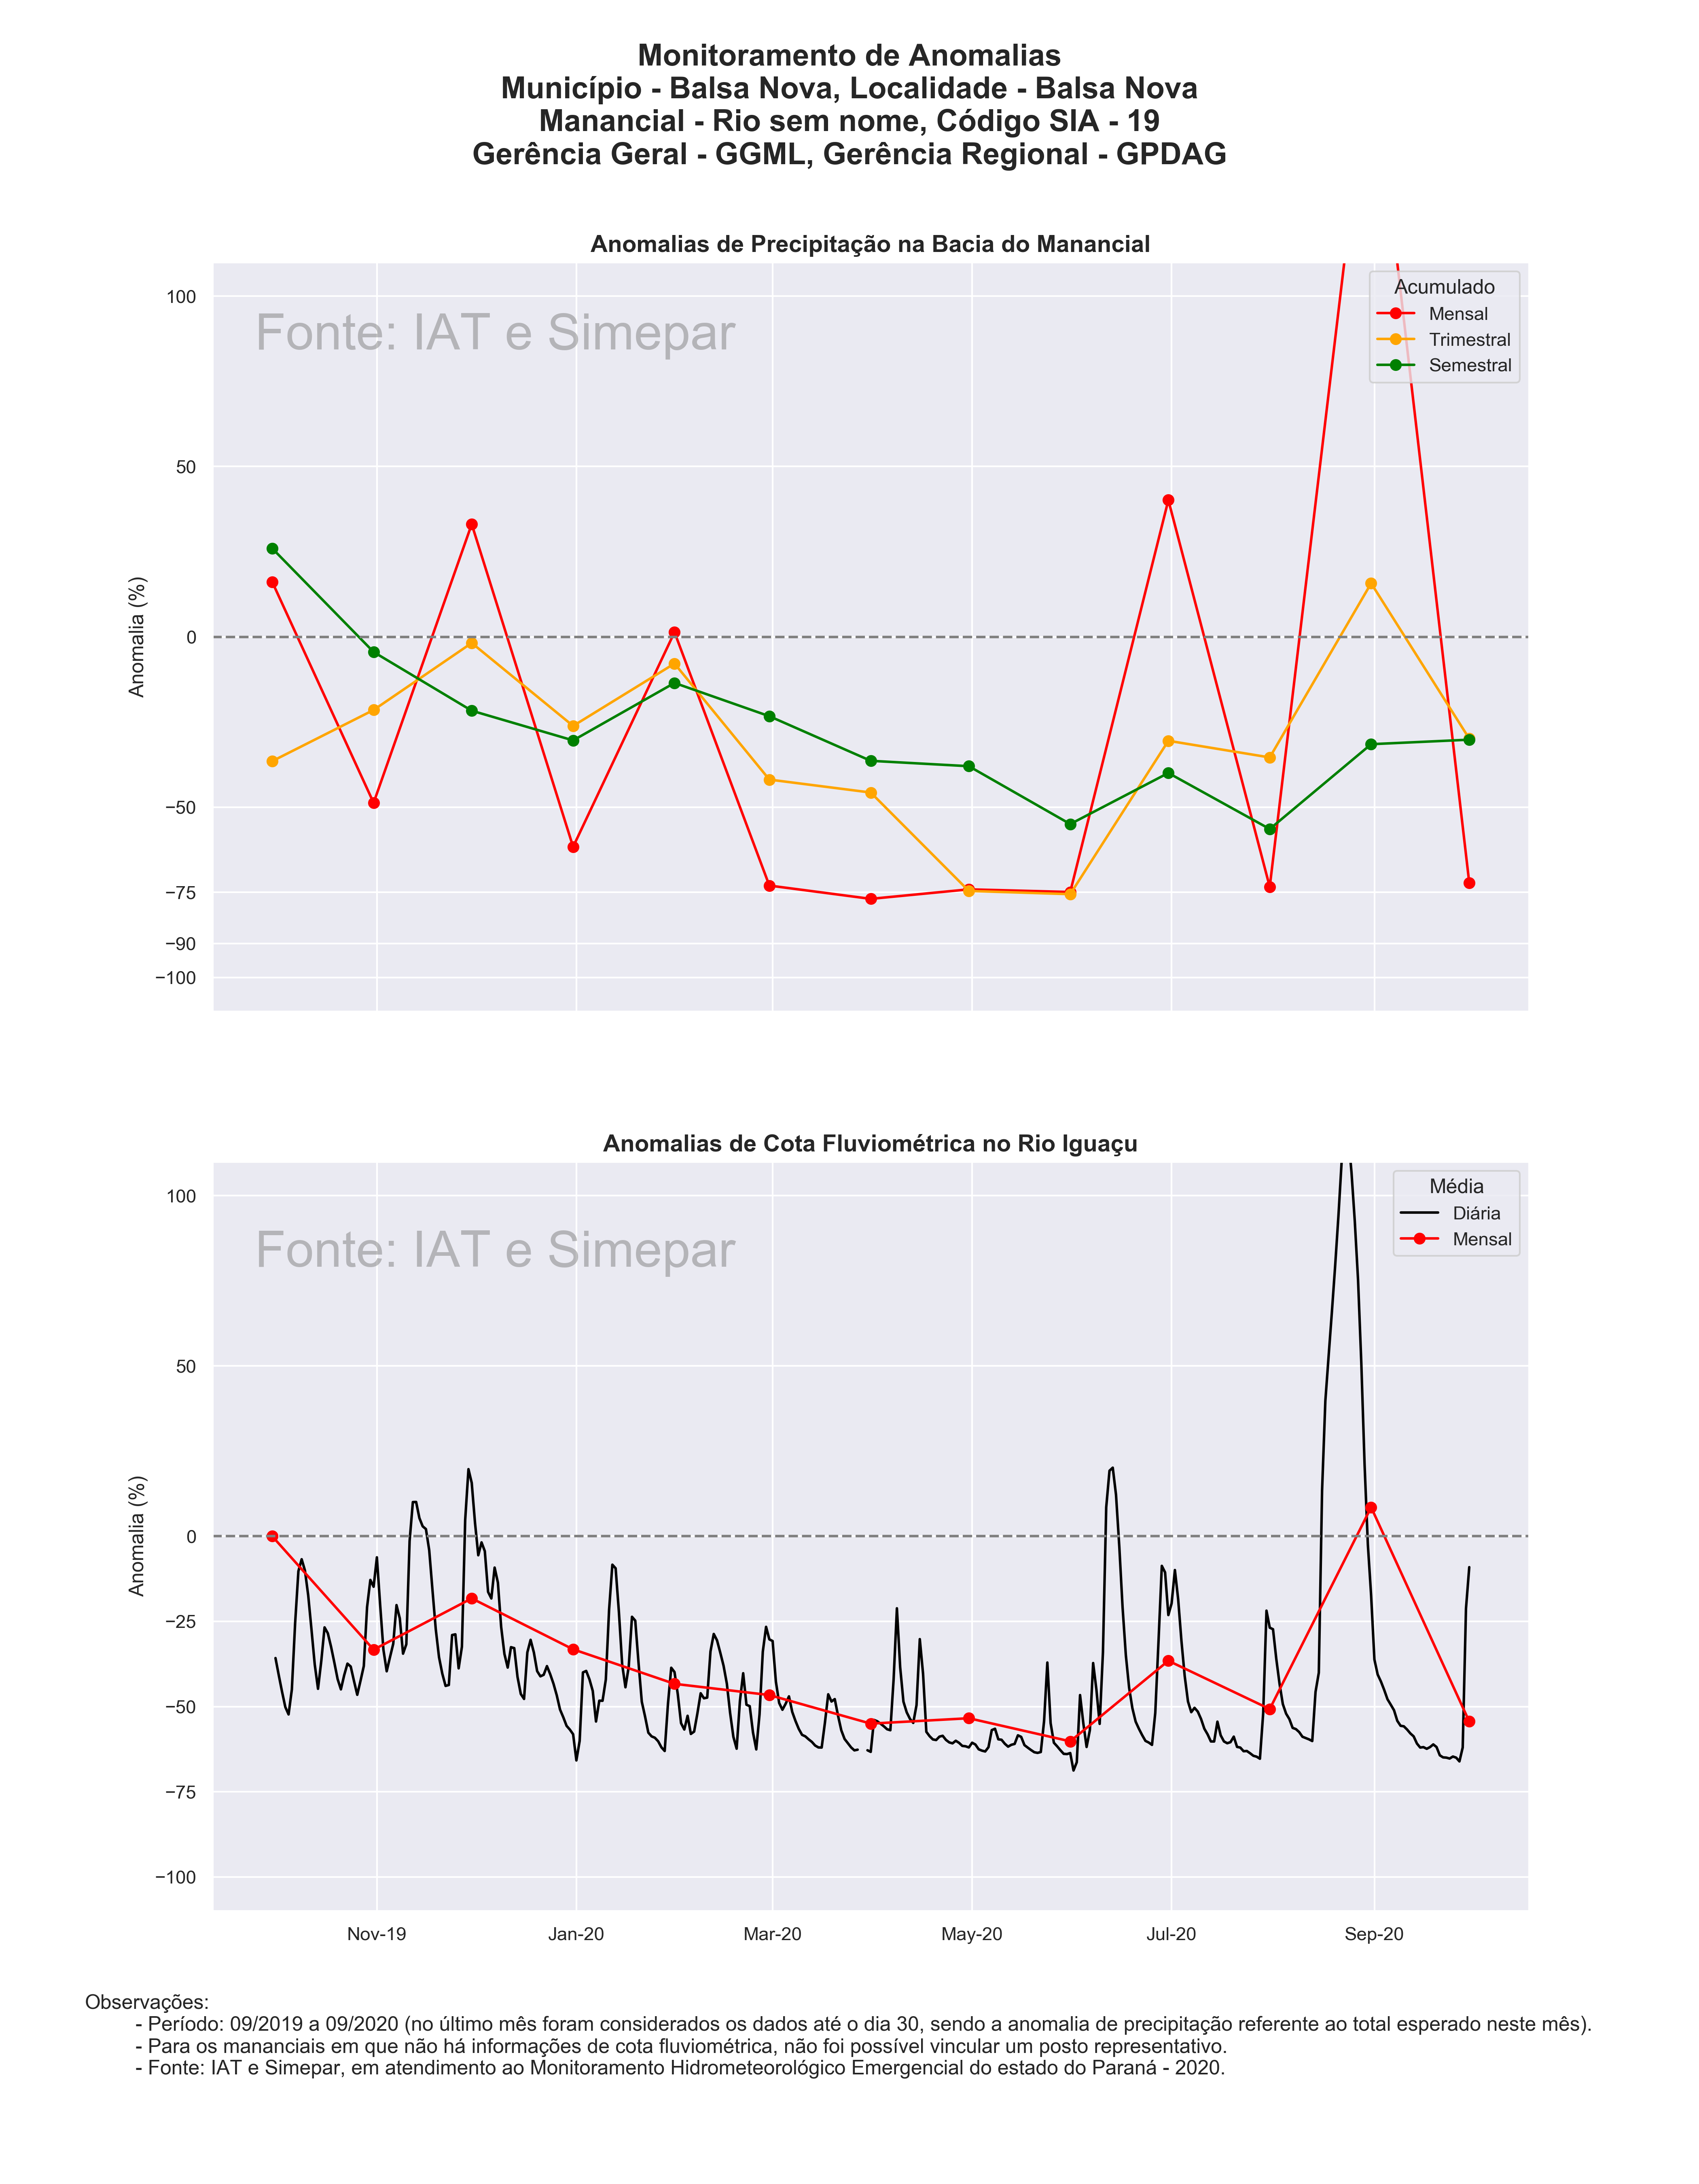 Monitoramento de Anomalias
Município - Balsa Nova, Localidade - Balsa Nova
Manancial - Rio sem nome, Código SIA - 19
Gerência Geral - GGML, Gerência Regional - GPDAG
Anomalias de Precipitação na Bacia do Manancial
Fonte: IAT e Simepar
Acumulado
Mensal
Trimestral
Semestral
Anomalia (%)
100
50
0
−50
−75
−90
−100
Anomalias de Cota Fluviométrica no Rio Iguaçu
Fonte: IAT e Simepar
Média
Diária
Mensal
Anomalia (%)
100
50
0
−25
−50
−75
−100
Nov-19 Jan-20 Mar-20 May-20 Jul-20 Sep-20
Observações:
- Período: 09/2019 a 09/2020 (no último mês foram considerados os dados até o dia 30, sendo a anomalia de precipitação referente ao total esperado neste mês).
- Para os mananciais em que não há informações de cota fluviométrica, não foi possível vincular um posto representativo.
- Fonte: IAT e Simepar, em atendimento ao Monitoramento Hidrometeorológico Emergencial do estado do Paraná - 2020.